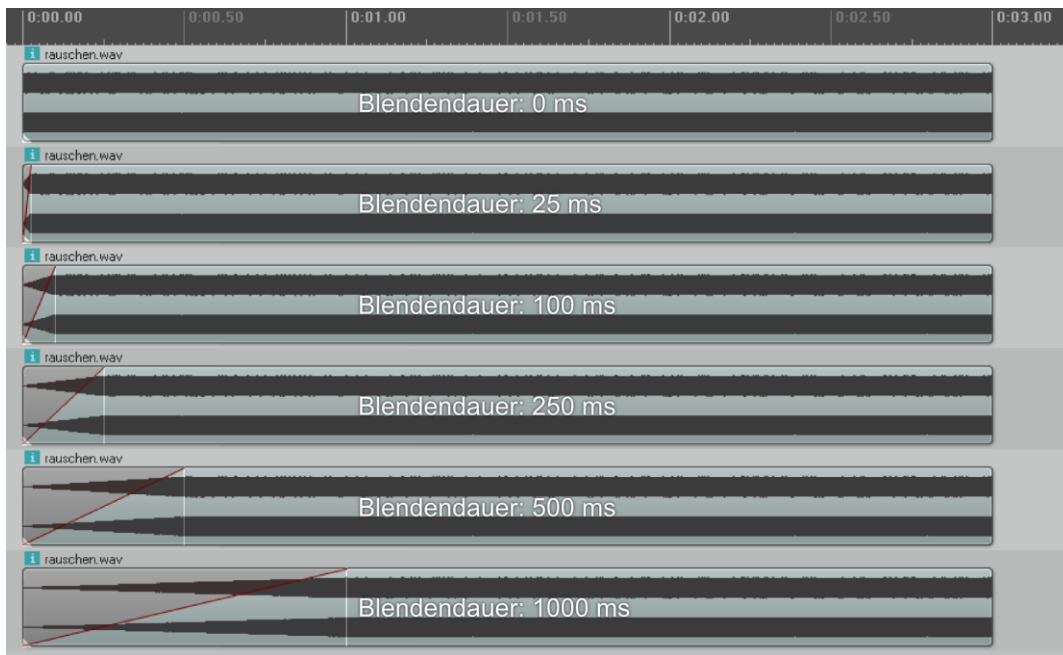 0:00.00 0:00.50 0:01.00 0:01.50 0:02.00 0:02.50 0:03.00
i rauschen.wav
Blendendauer: 0 ms
i rauschen.wav
Blendendauer: 25 ms
i rauschen.wav
Blendendauer: 100 ms
i rauschen.wav
Blendendauer: 250 ms
i rauschen.wav
Blendendauer: 500 ms
i rauschen.wav
Blendendauer: 1000 ms